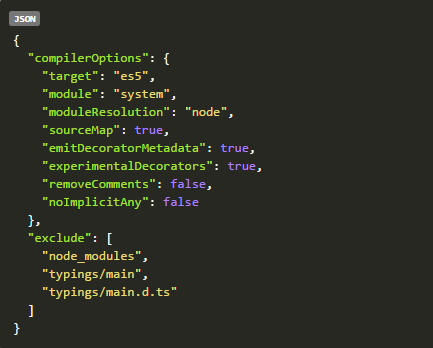 JSON
{
  "compilerOptions": {
    "target": "es5",
    "module": "system",
    "moduleResolution": "node",
    "sourceMap": true,
    "emitDecoratorMetadata": true,
    "experimentalDecorators": true,
    "removeComments": false,
    "noImplicitAny": false
  },
  "exclude": [
    "node_modules",
    "typings/main",
    "typings/main.d.ts"
  ]
}